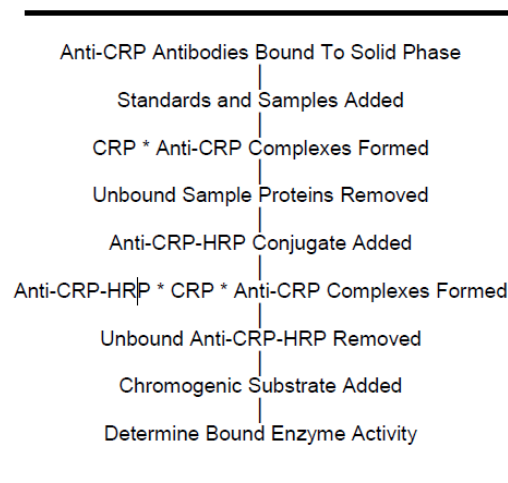 Anti-CRP Antibodies Bound To Solid Phase
Standards and Samples Added
CRP * Anti-CRP Complexes Formed
Unbound Sample Proteins Removed
Anti-CRP-HRP Conjugate Added
Anti-CRP-HRP * CRP * Anti-CRP Complexes Formed
Unbound Anti-CRP-HRP Removed
Chromogenic Substrate Added
Determine Bound Enzyme Activity